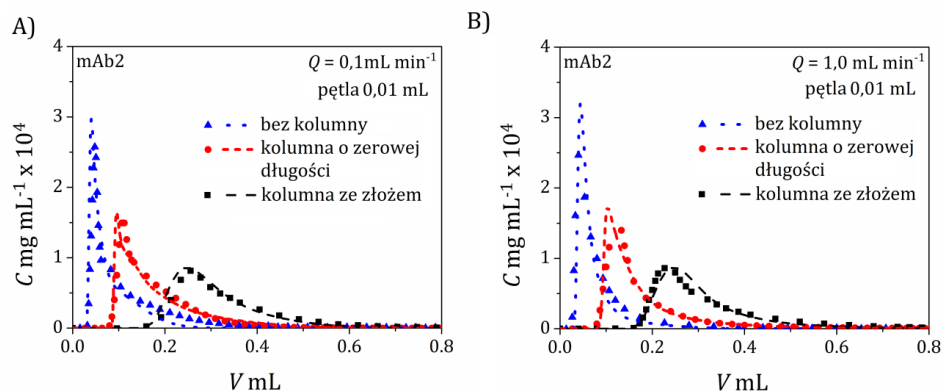 A)
mAb2
Q = 0,1mL min⁻¹
pętla 0,01 mL
bez kolumny
kolumna o zerowej
długości
kolumna ze złożem
C mg mL⁻¹ x 10⁴
4
3
2
1
0
0.0 0.2 0.4 0.6 0.8
V mL
B)
mAb2
Q = 1,0 mL min⁻¹
pętla 0,01 mL
bez kolumny
kolumna o zerowej
długości
kolumna ze złożem
C mg mL⁻¹ x 10⁴
4
3
2
1
0
0.0 0.2 0.4 0.6 0.8
V mL